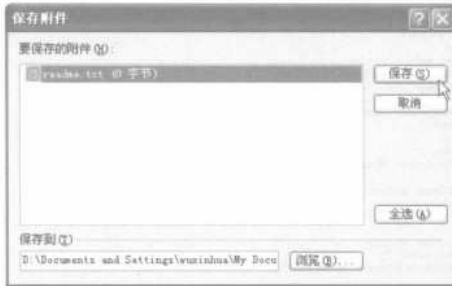 保存附件
要保存的附件(H):
readme.txt (0 字节)
保存(S)
取消
全选(A)
保存到(T)
D:\Documents and Settings\wuxinhua\My Docu
浏览(B)...